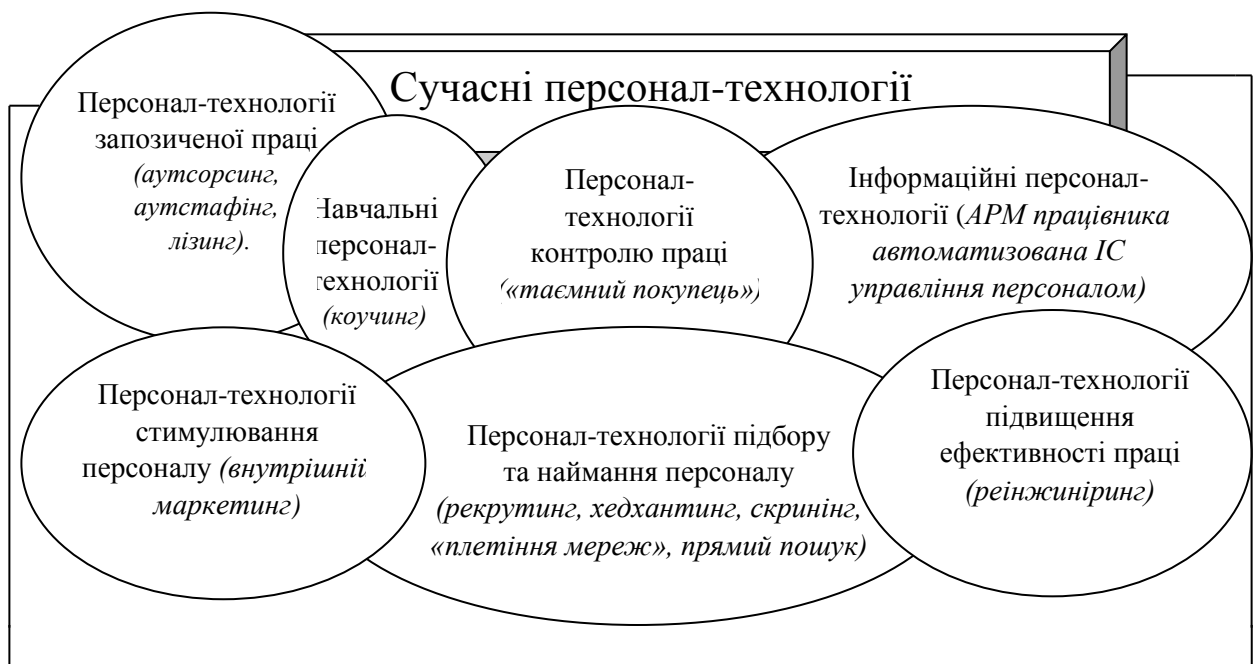 Сучасні персонал-технології
Персонал-технології
запозиченої праці
(аутсорсинг,
аутстафінг,
лізинг).
Навчальні
персонал-
технології
(коучинг)
Персонал-
технології
контролю праці
(«таємний покупець»)
Інформаційні персонал-
технології (АРМ працівника
автоматизована ІС
управління персоналом)
Персонал-технології
стимулювання
персоналу (внутрішній
маркетинг)
Персонал-технології підбору
та наймання персоналу
(рекрутинг, хедхантинг, скринінг,
«плетіння мереж», прямий пошук)
Персонал-технології
підвищення
ефективності праці
(реінжиніринг)